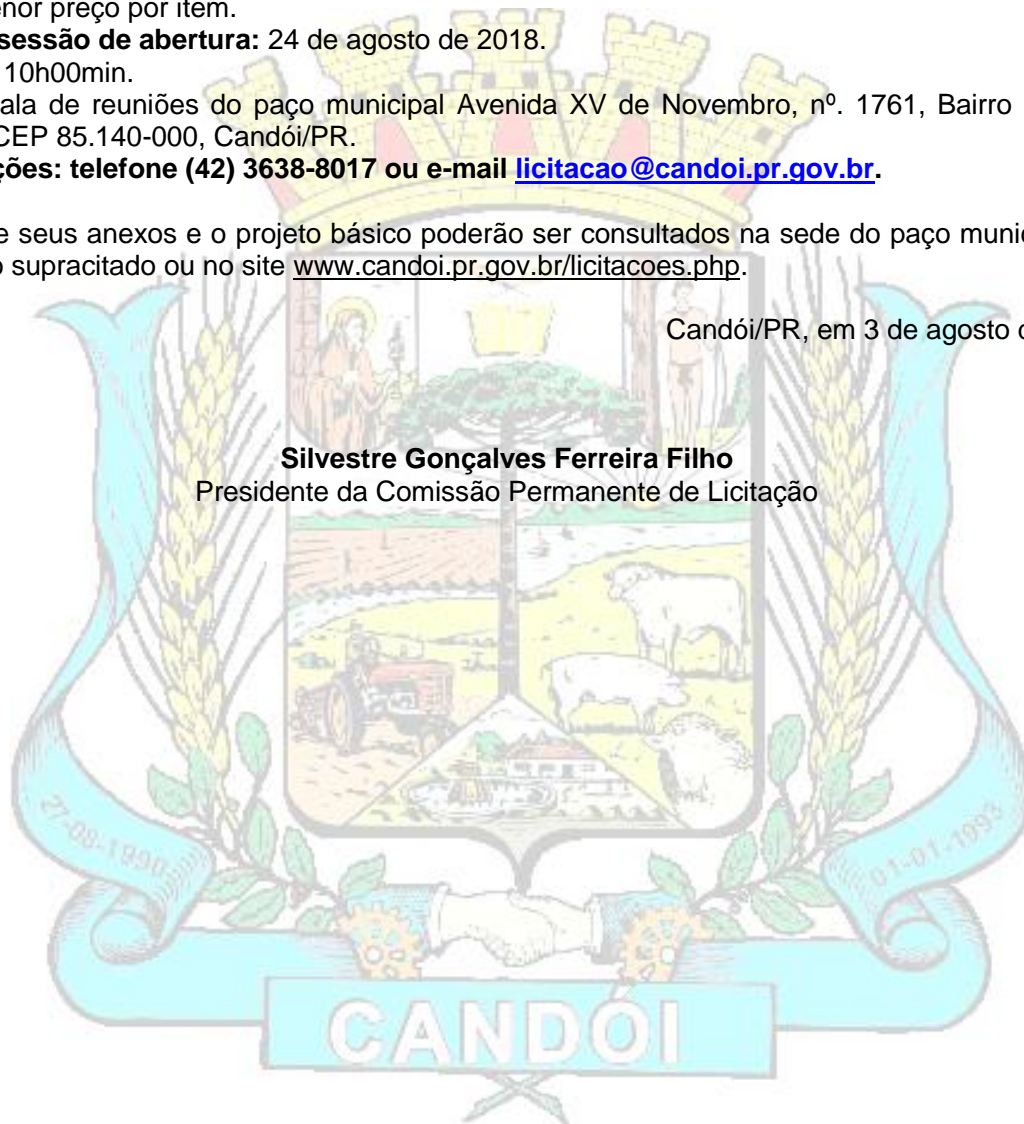 enor preço por item.
sessão de abertura: 24 de agosto de 2018.
10h00min.
ala de reuniões do paço municipal Avenida XV de Novembro, nº. 1761, Bairro
CEP 85.140-000, Candói/PR.
ções: telefone (42) 3638-8017 ou e-mail licitacao@candoi.pr.gov.br.
e seus anexos e o projeto básico poderão ser consultados na sede do paço munic
o supracitado ou no site www.candoi.pr.gov.br/licitacoes.php.
Candói/PR, em 3 de agosto
Silvestre Gonçalves Ferreira Filho
Presidente da Comissão Permanente de Licitação
27-08-1990
01-01-1993
CANDÓI